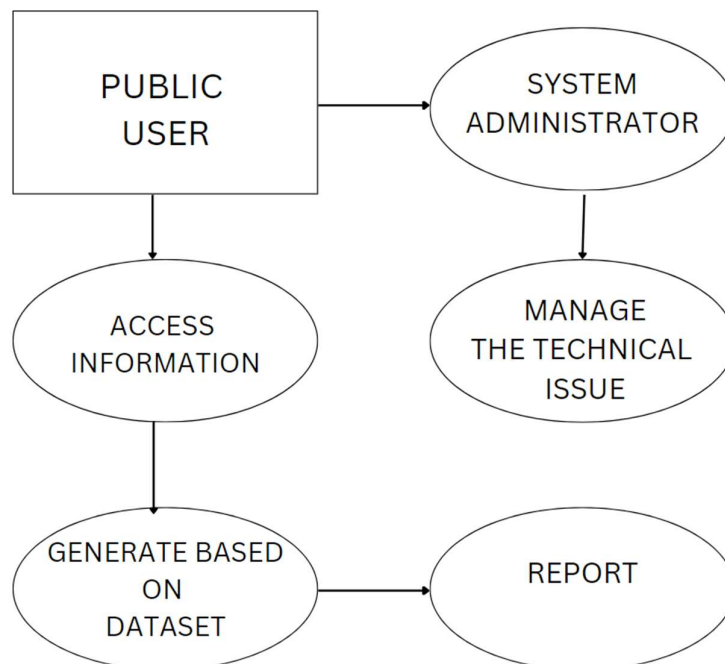 PUBLIC
USER
SYSTEM
ADMINISTRATOR
ACCESS
INFORMATION
MANAGE
THE TECHNICAL
ISSUE
GENERATE BASED
ON
DATASET
REPORT